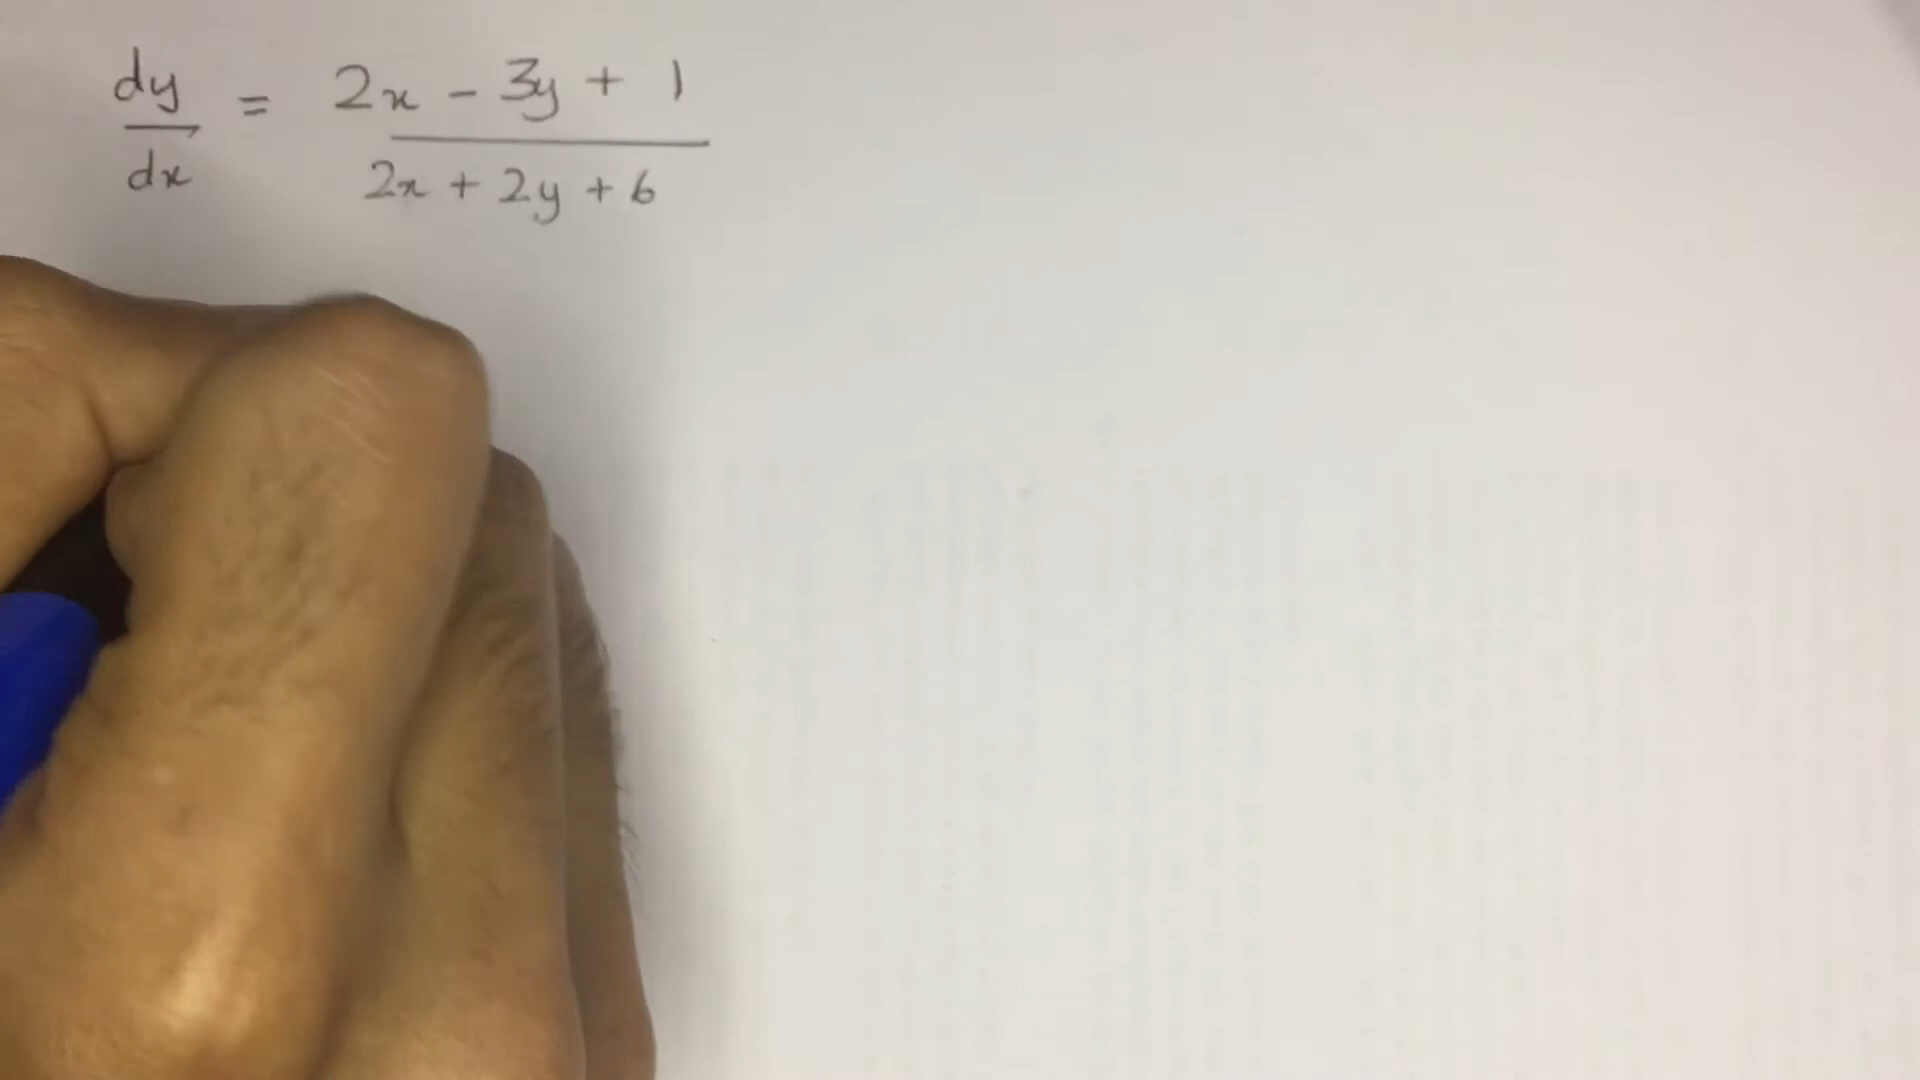 dy/dx = (2x - 3y + 1)/(2x + 2y + 6)